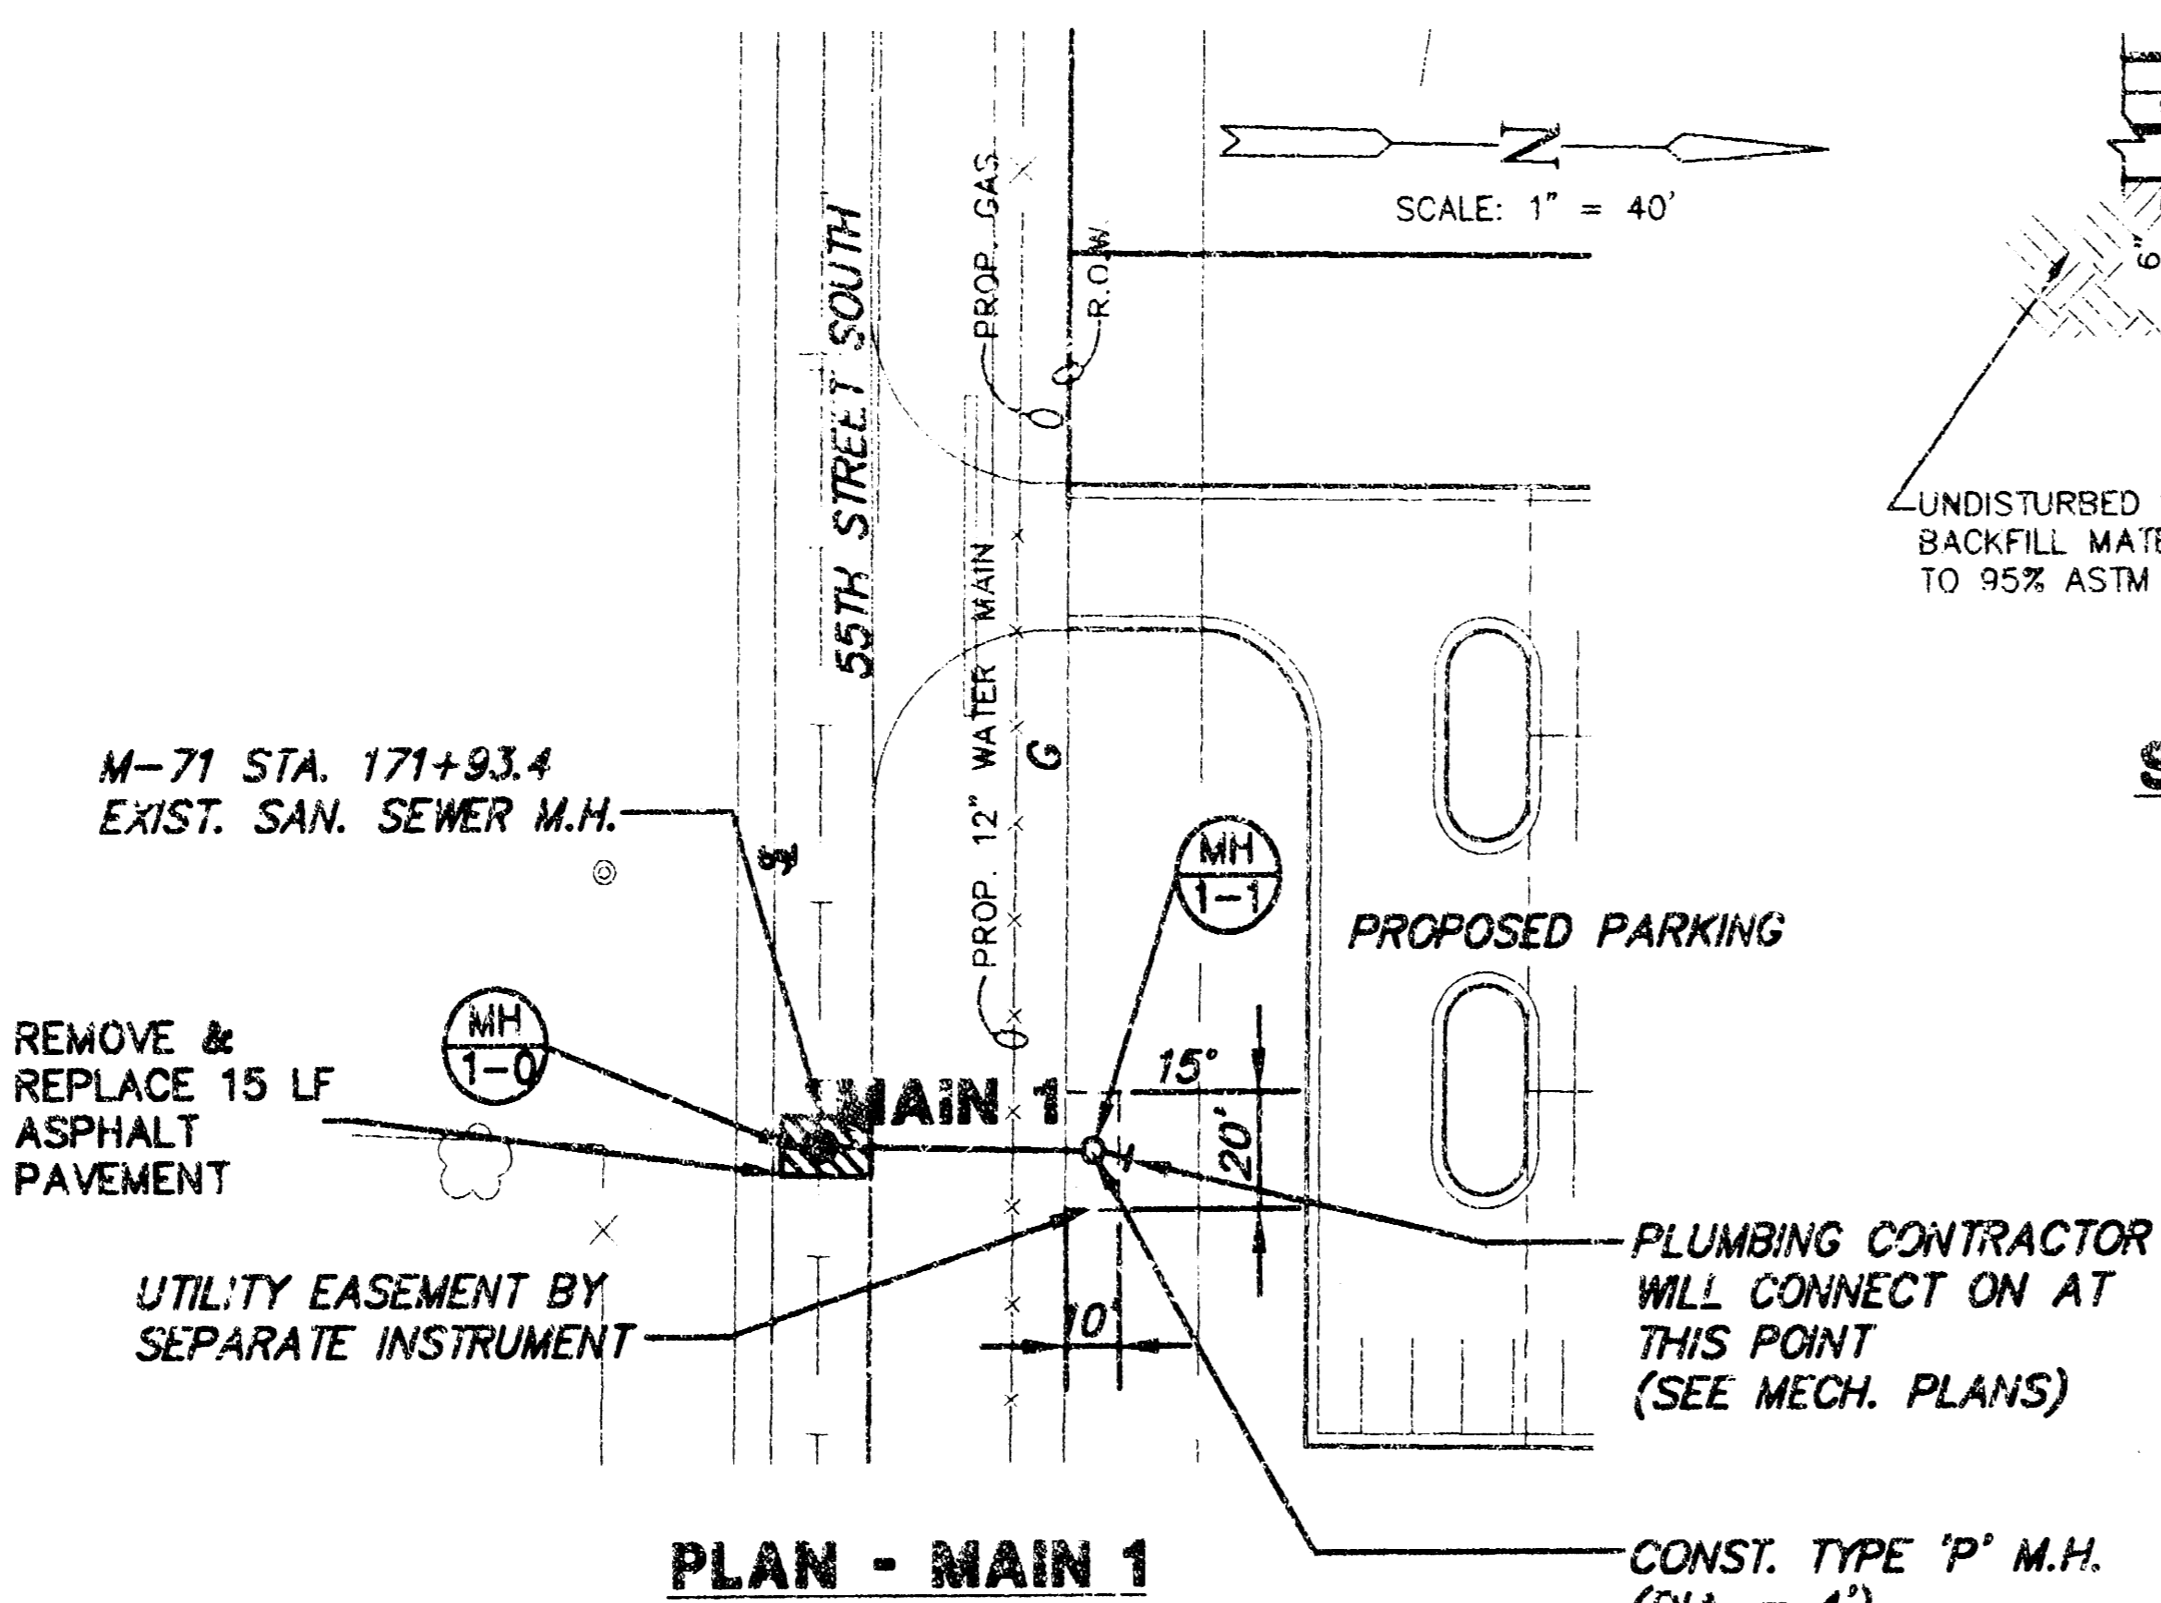 N
SCALE: 1" = 40'
6"
PROP. GAS
R.O.W
55TH STREET SOUTH
UNDISTURBED
BACKFILL
TO 95% ASTM
PROP. 12" WATER MAIN
G
M-71 STA. 171+93.4
EXIST. SAN. SEWER M.H.
MH
1-1
PROPOSED PARKING
MH
1-0
REMOVE &
REPLACE 15 LF
ASPHALT
PAVEMENT
MAIN 1
15°
20'
10'
UTILITY EASEMENT BY
SEPARATE INSTRUMENT
PLUMBING CONTRACTOR
WILL CONNECT ON AT
THIS POINT
(SEE MECH. PLANS)
CONST. TYPE 'P' M.H.
PLAN - MAIN 1